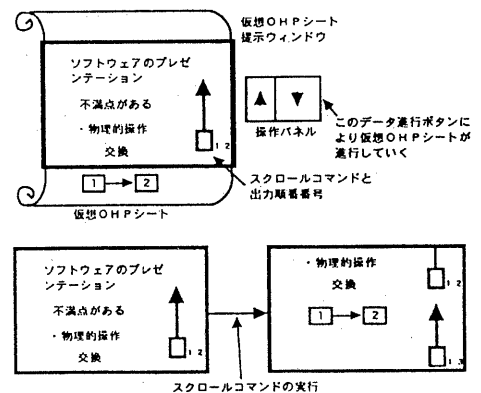 仮想OHPシート
提示ウィンドウ
ソフトウェアのプレゼ
ンテーション
不満点がある
・物理的操作
交換
1 2
操作パネル
このデータ進行ボタンに
より仮想OHPシートが
進行していく
スクロールコマンドと
出力順番番号
1 2
仮想OHPシート
ソフトウェアのプレゼ
ンテーション
不満点がある
・物理的操作
交換
1 2
・物理的操作
交換
1 2
1 2
1 3
スクロールコマンドの実行